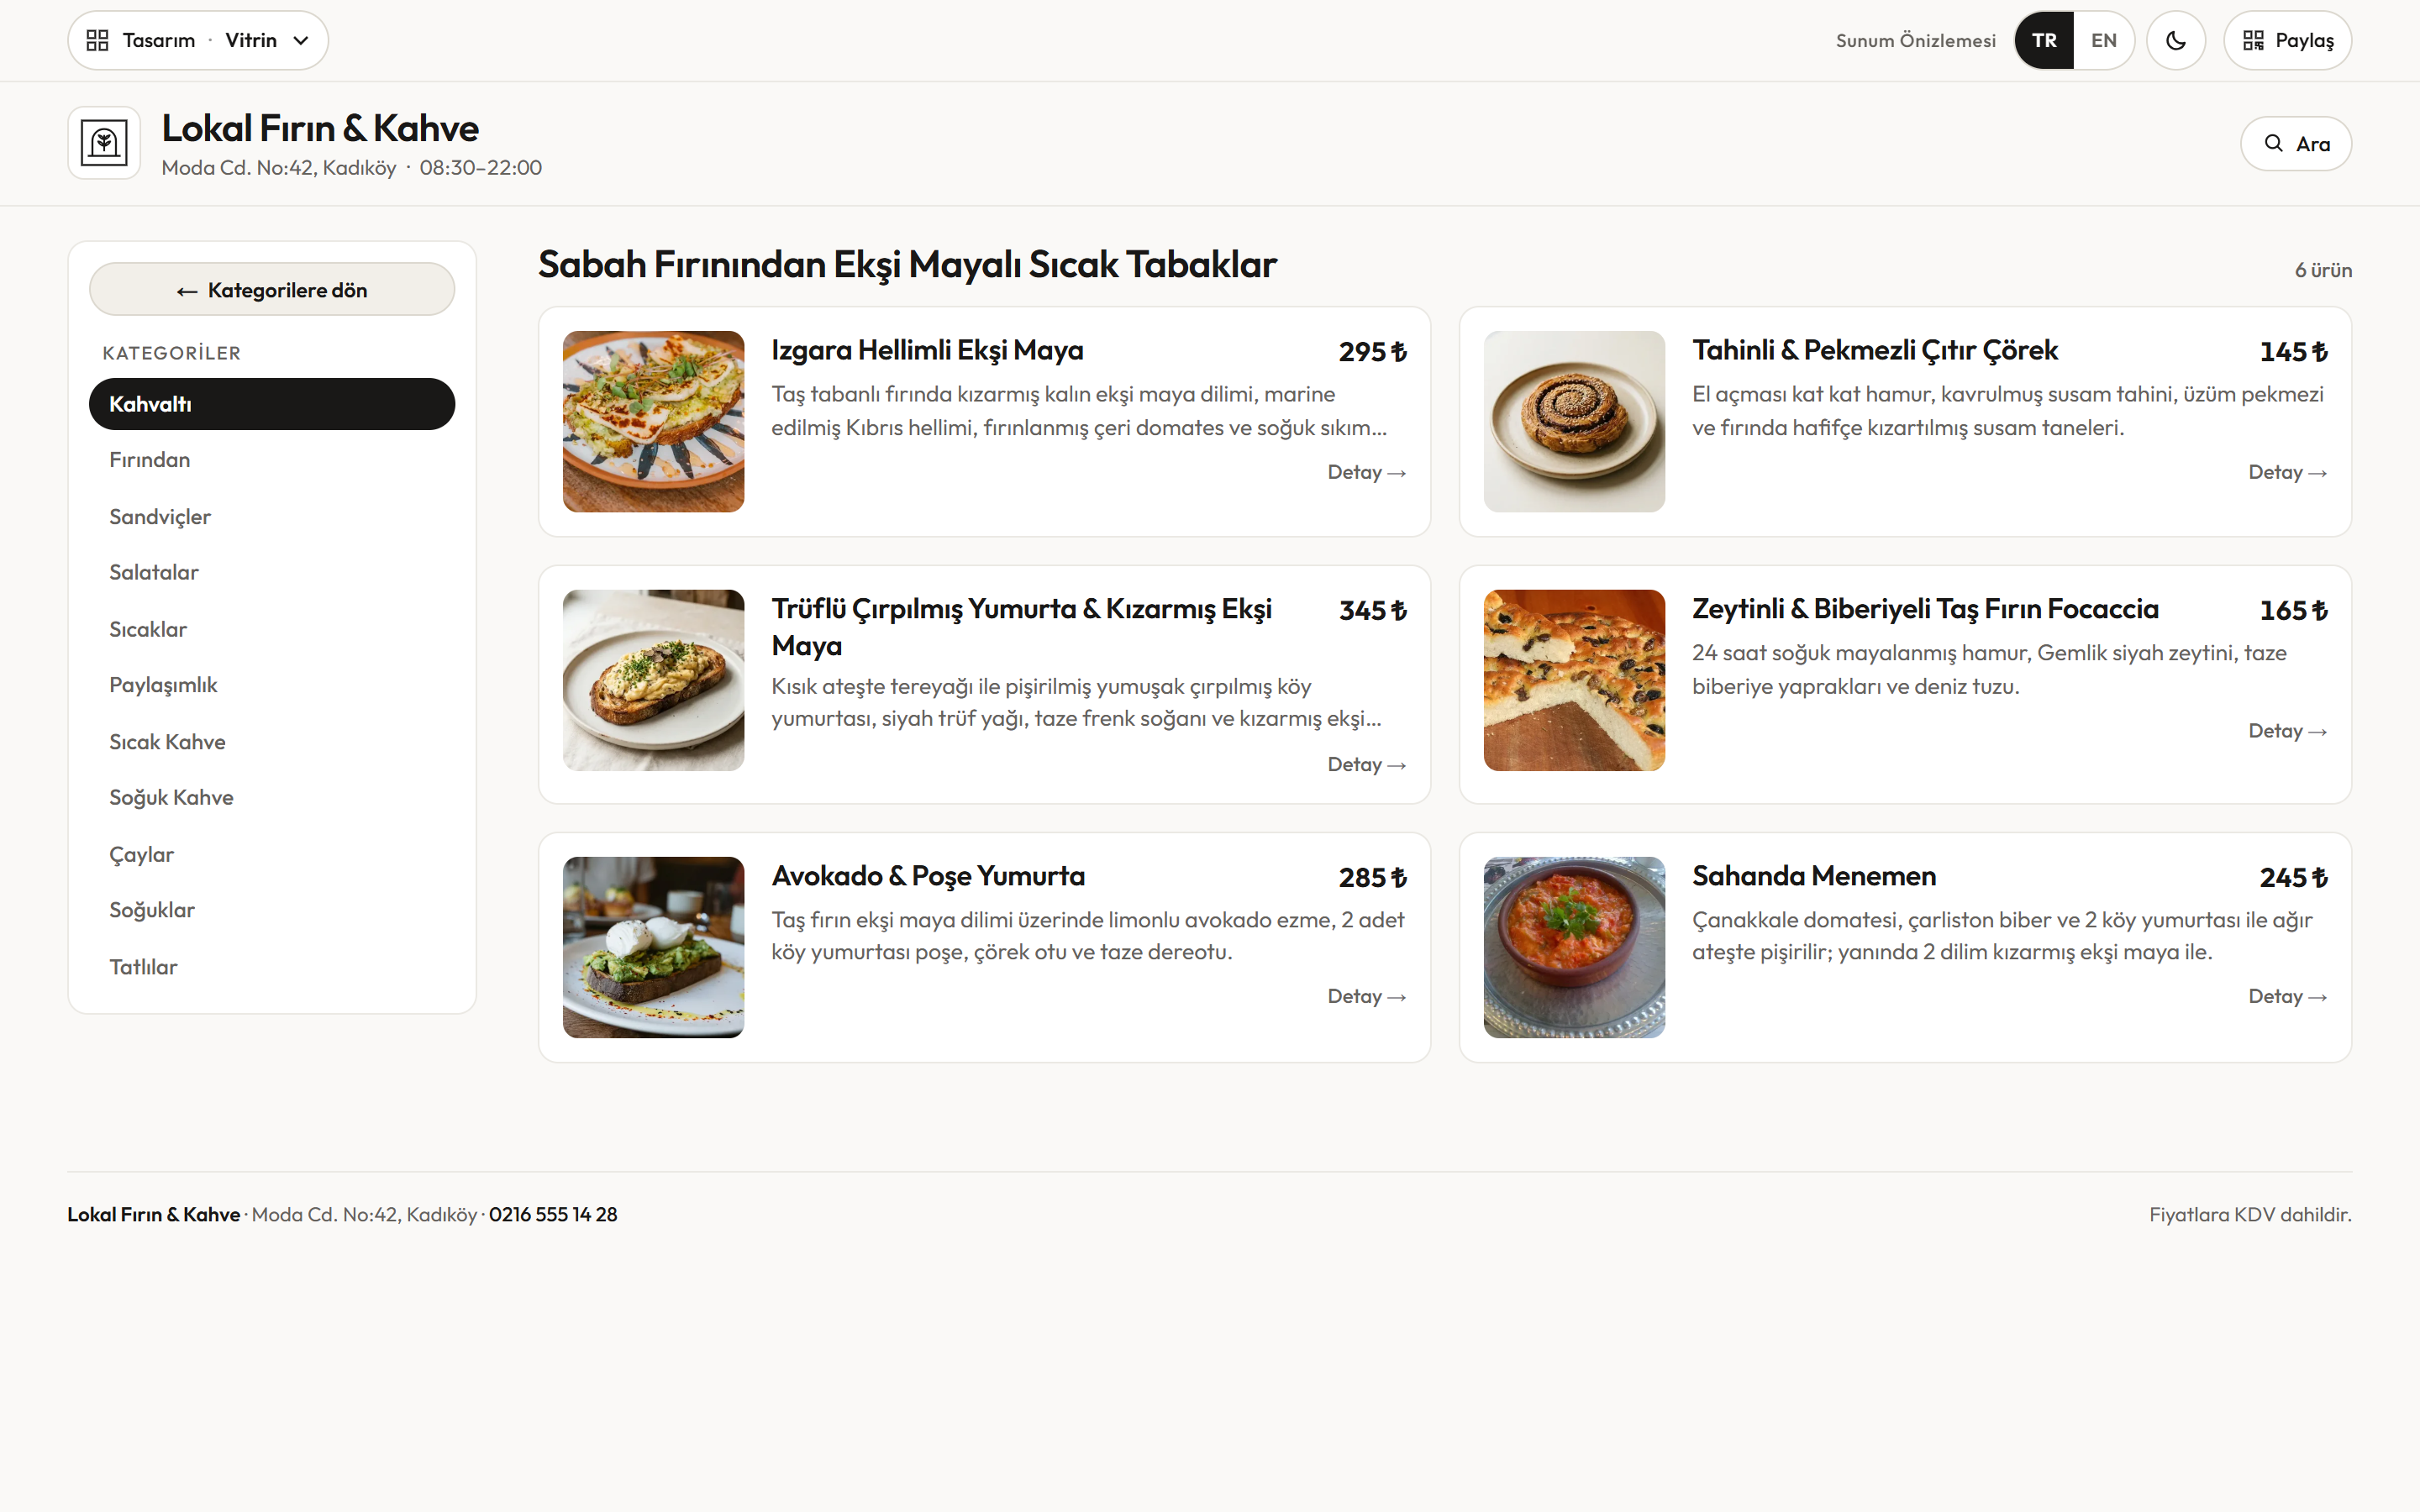 Tasarım · Vitrin
Sunum Önizlemesi
TR
EN
Paylaş
Lokal Fırın & Kahve
Moda Cd. No:42, Kadıköy · 08:30–22:00
Ara
← Kategorilere dön
KATEGORİLER
Kahvaltı
Fırından
Sandviçler
Salatalar
Sıcaklar
Paylaşımlık
Sıcak Kahve
Soğuk Kahve
Çaylar
Soğuklar
Tatlılar
Sabah Fırınından Ekşi Mayalı Sıcak Tabaklar
6 ürün
Izgara Hellimli Ekşi Maya
295 ₺
Taş tabanlı fırında kızarmış kalın ekşi maya dilimi, marine
edilmiş Kıbrıs hellimi, fırınlanmış çeri domates ve soğuk sıkım...
Detay →
Tahinli & Pekmezli Çıtır Çörek
145 ₺
El açması kat kat hamur, kavrulmuş susam tahini, üzüm pekmezi
ve fırında hafifçe kızartılmış susam taneleri.
Detay →
Trüflü Çırpılmış Yumurta & Kızarmış Ekşi
Maya
345 ₺
Kısık ateşte tereyağı ile pişirilmiş yumuşak çırpılmış köy
yumurtası, siyah trüf yağı, taze frenk soğanı ve kızarmış ekşi...
Detay →
Zeytinli & Biberiyeli Taş Fırın Focaccia
165 ₺
24 saat soğuk mayalanmış hamur, Gemlik siyah zeytini, taze
biberiye yaprakları ve deniz tuzu.
Detay →
Avokado & Poşe Yumurta
285 ₺
Taş fırın ekşi maya dilimi üzerinde limonlu avokado ezme, 2 adet
köy yumurtası poşe, çörek otu ve taze dereotu.
Detay →
Sahanda Menemen
245 ₺
Çanakkale domatesi, çarliston biber ve 2 köy yumurtası ile ağır
ateşte pişirilir; yanında 2 dilim kızarmış ekşi maya ile.
Detay →
Lokal Fırın & Kahve · Moda Cd. No:42, Kadıköy · 0216 555 14 28
Fiyatlara KDV dahildir.